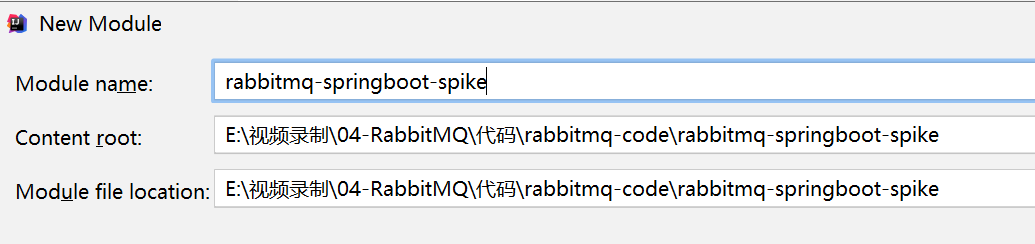 New Module
Module name: rabbitmq-springboot-spike
Content root: E:\视频录制\04-RabbitMQ\代码\rabbitmq-code\rabbitmq-springboot-spike
Module file location: E:\视频录制\04-RabbitMQ\代码\rabbitmq-code\rabbitmq-springboot-spike